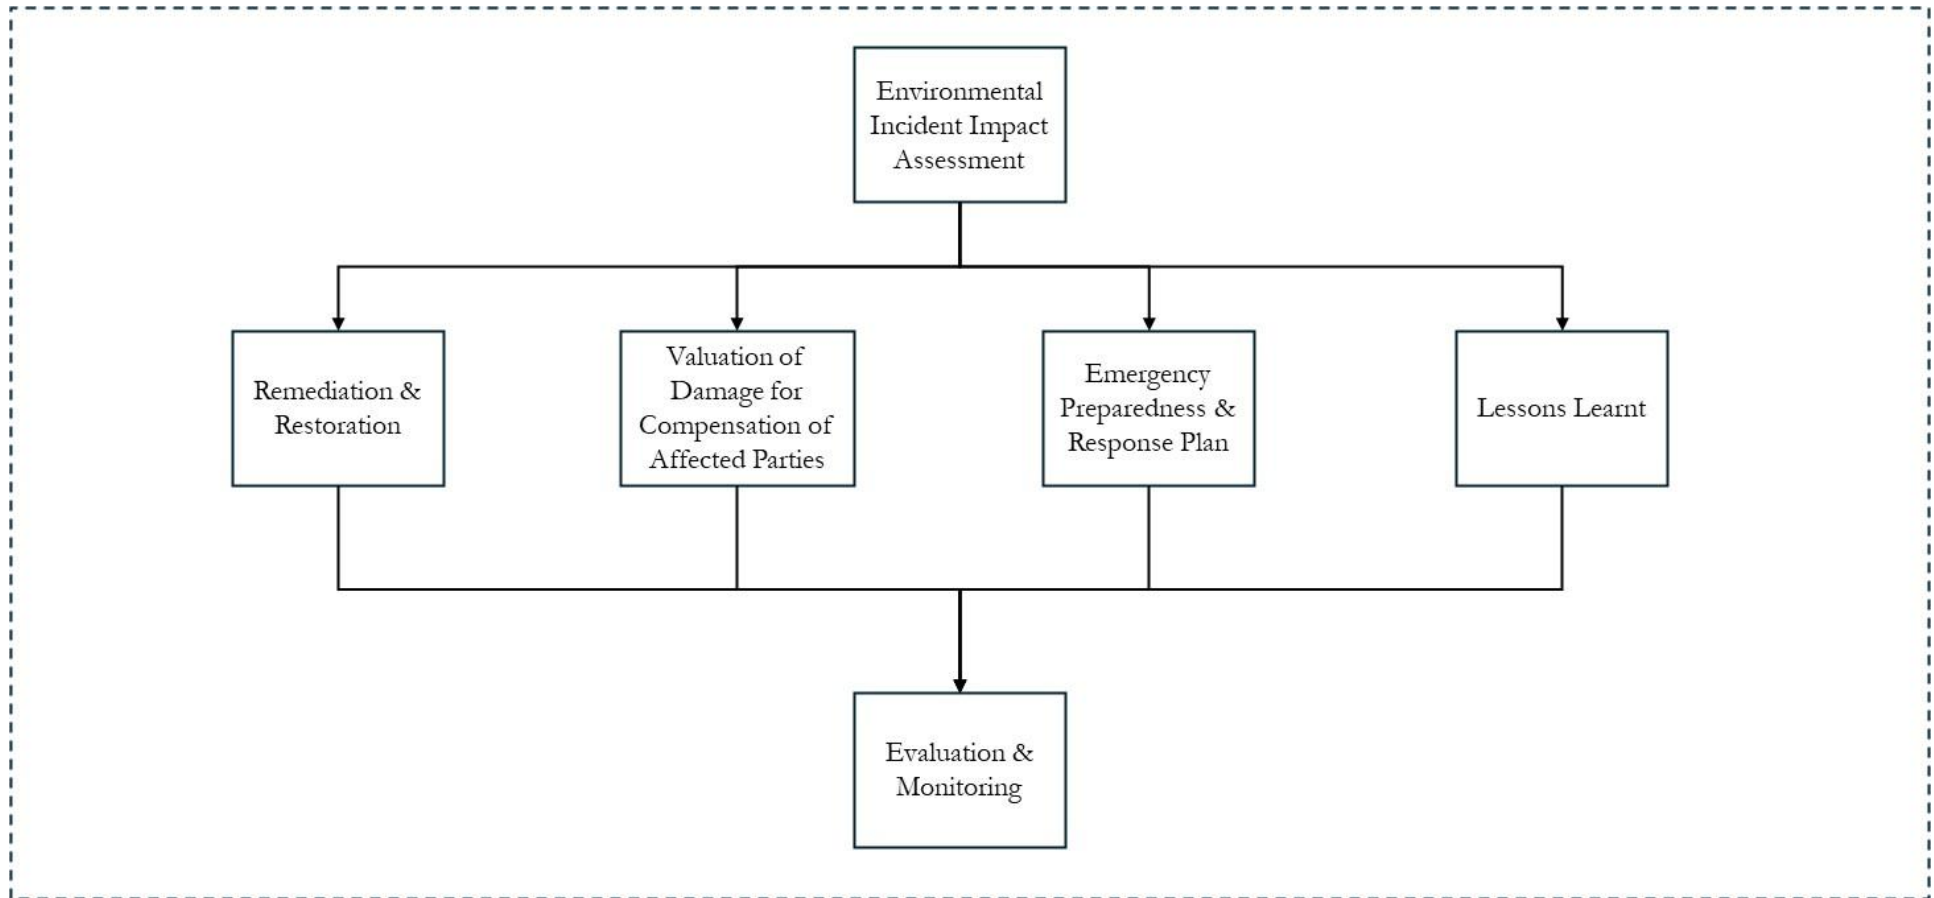 Environmental
Incident Impact
Assessment
Remediation &
Restoration
Valuation of
Damage for
Compensation of
Affected Parties
Emergency
Preparedness &
Response Plan
Lessons Learnt
Evaluation &
Monitoring